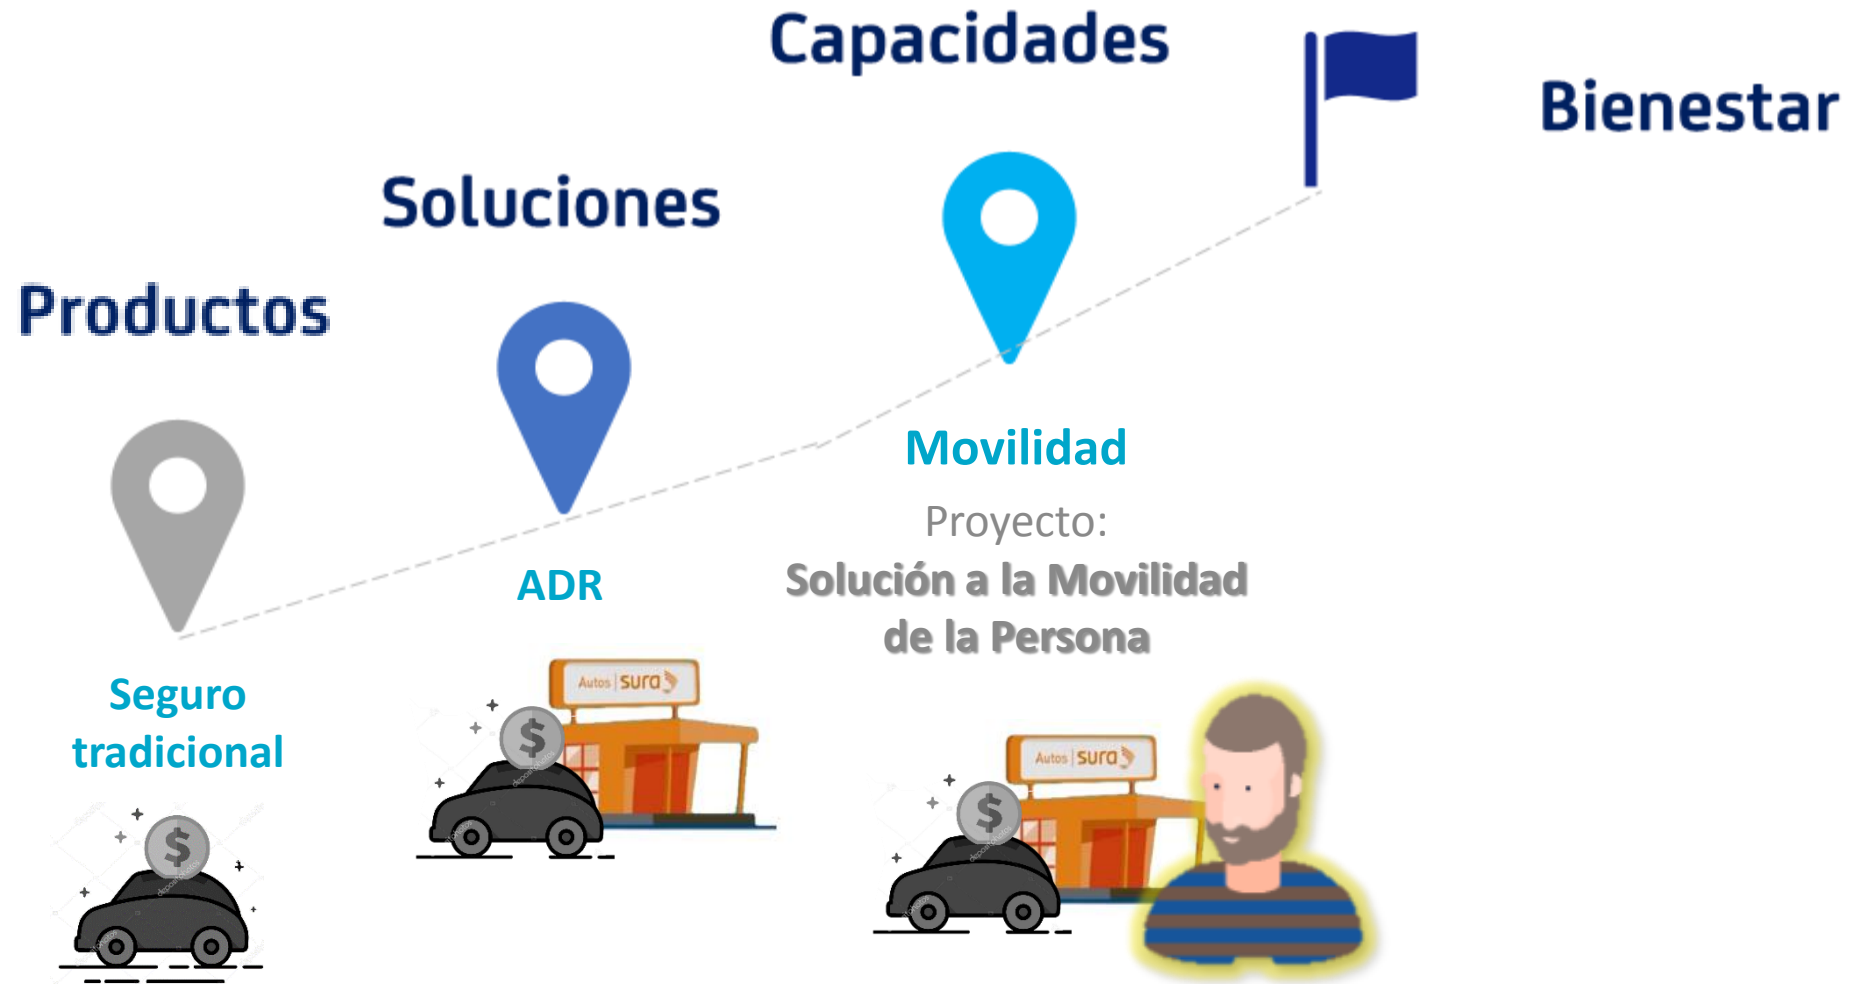 Capacidades
Bienestar
Soluciones
Productos
Movilidad
Proyecto:
Solución a la Movilidad
de la Persona
ADR
Seguro
tradicional
Autos | sura
Autos | sura
$
$
$
depositphotos